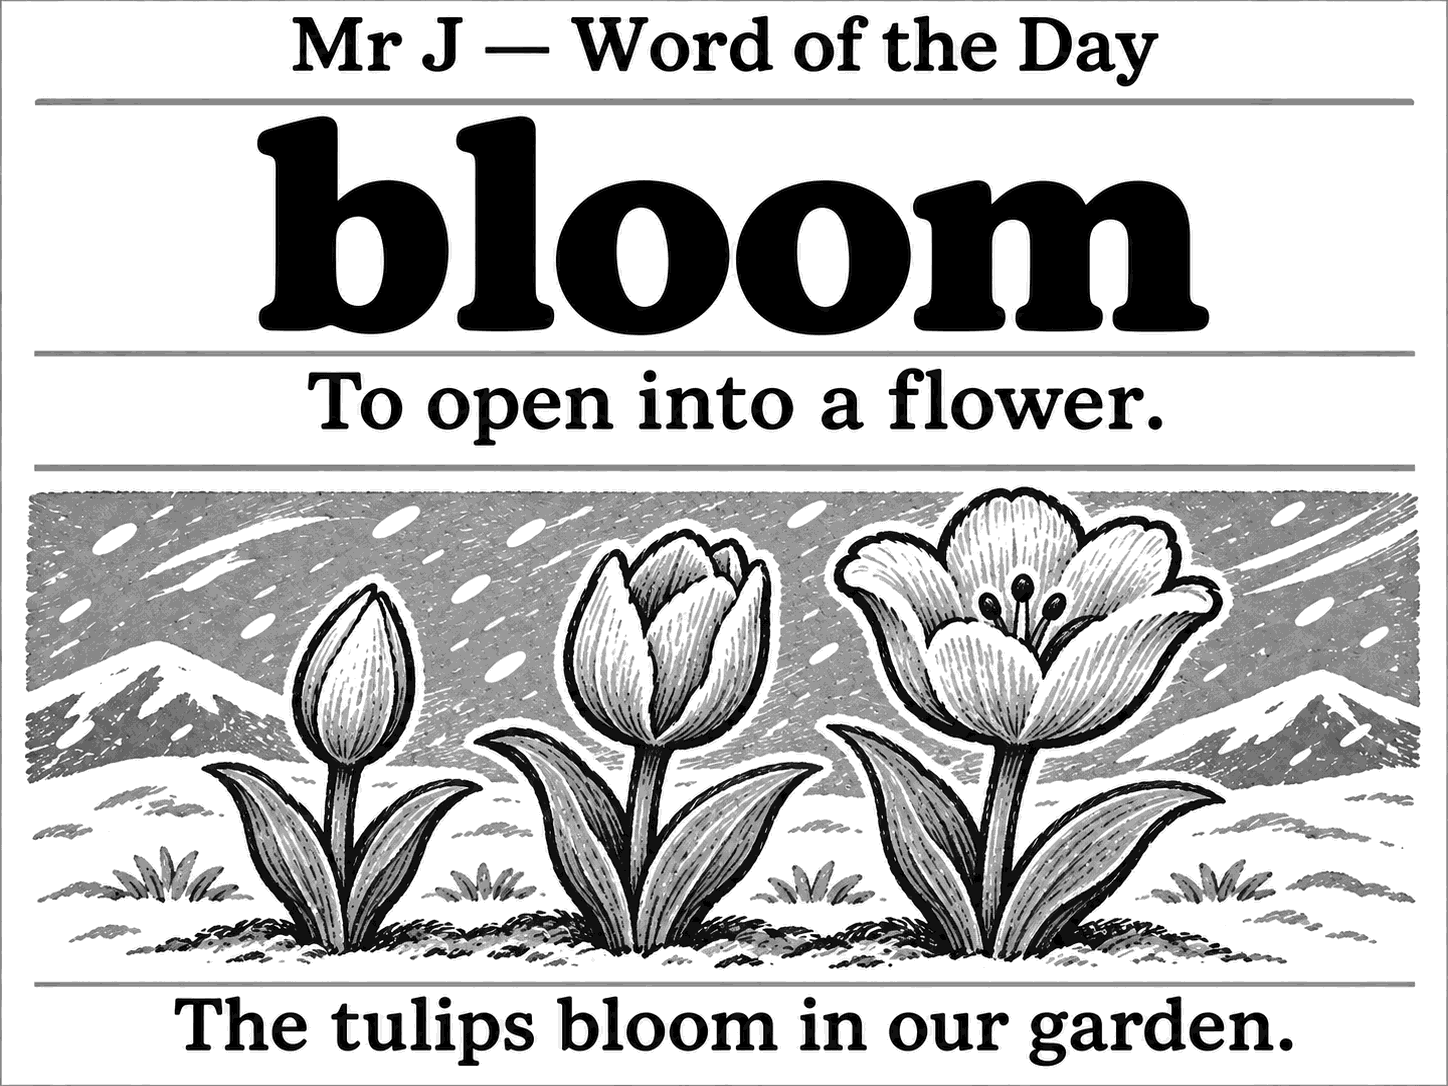 Mr J — Word of the Day
bloom
To open into a flower.
The tulips bloom in our garden.